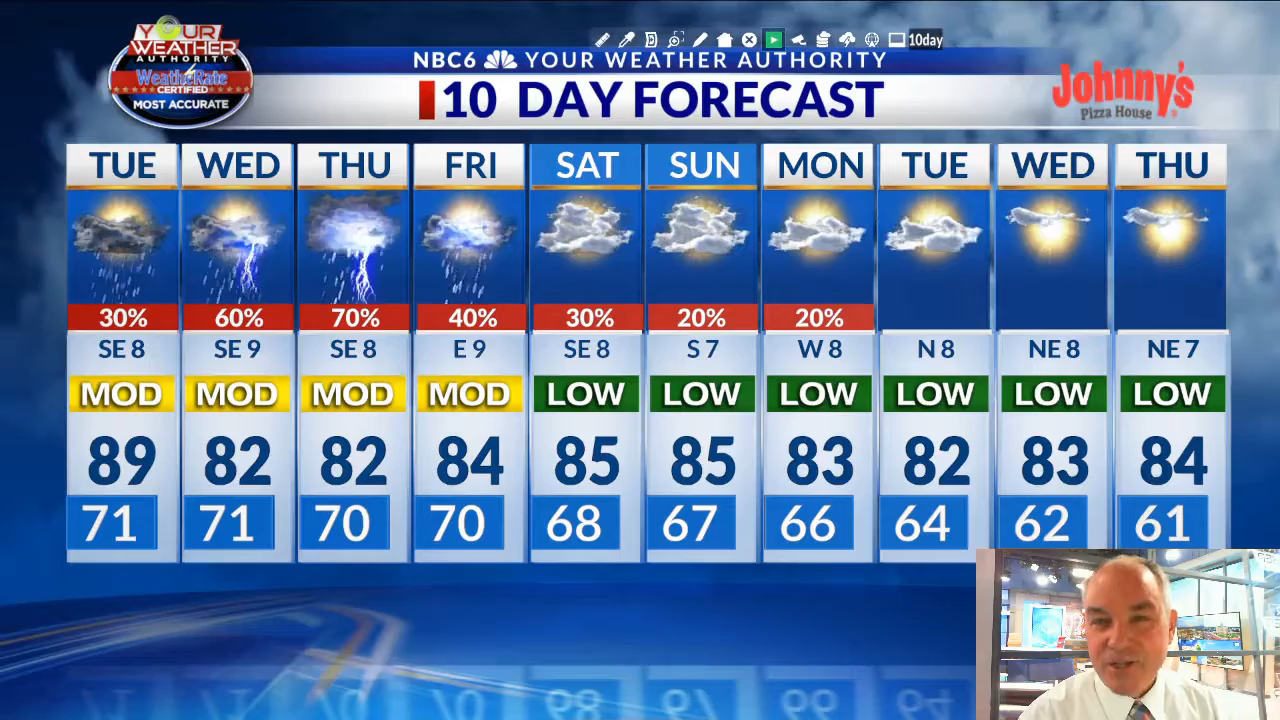 YOUR
WEATHER
AUTHORITY
WeatheRate
CERTIFIED
MOST ACCURATE
10day
NBC6 YOUR WEATHER AUTHORITY
10 DAY FORECAST
Johnny's
Pizza House
TUE WED THU FRI SAT SUN MON TUE WED THU
30% 60% 70% 40% 30% 20% 20%
SE 8 SE 9 SE 8 E 9 SE 8 S 7 W 8 N 8 NE 8 NE 7
MOD MOD MOD MOD LOW LOW LOW LOW LOW LOW
89 82 82 84 85 85 83 82 83 84
71 71 70 70 68 67 66 64 62 61